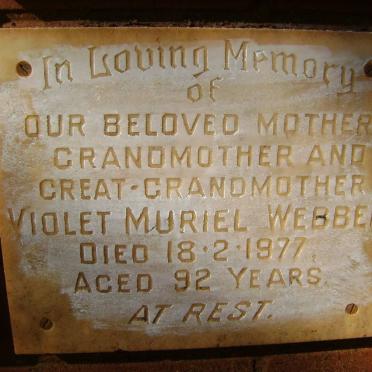 In Loving Memory
of
OUR BELOVED MOTHER
GRANDMOTHER AND
GREAT-GRANDMOTHER
VIOLET MURIEL WEBBE
DIED 18·2·1977
AGED 92 YEARS.
AT REST.